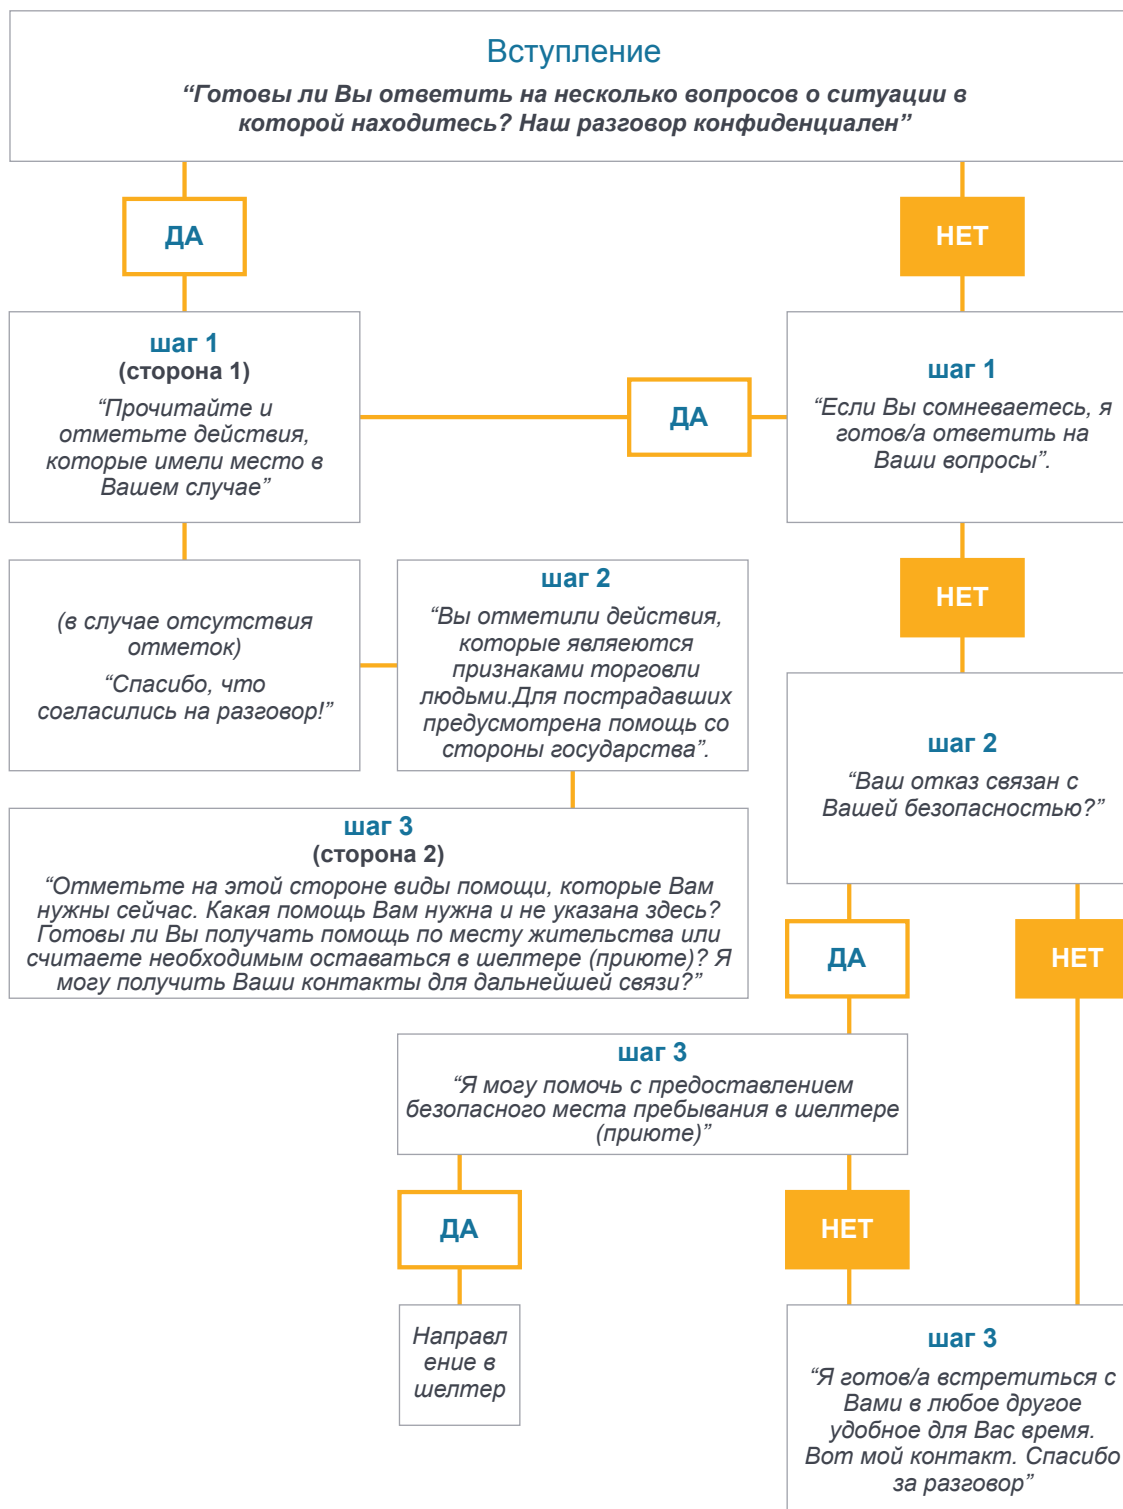 Вступление
“Готовы ли Вы ответить на несколько вопросов о ситуации в
которой находитесь? Наш разговор конфиденциален”
ДА
НЕТ
шаг 1
(сторона 1)
“Прочитайте и
отметьте действия,
которые имели место в
Вашем случае”
ДА
шаг 1
“Если Вы сомневаетесь, я
готов/а ответить на
Ваши вопросы”.
(в случае отсутствия
отметок)
“Спасибо, что
согласились на разговор!”
шаг 2
“Вы отметили действия,
которые являеются
признаками торговли
людьми.Для пострадавших
предусмотрена помощь со
стороны государства”.
НЕТ
шаг 2
“Ваш отказ связан с
Вашей безопасностью?”
шаг 3
(сторона 2)
“Отметьте на этой стороне виды помощи, которые Вам
нужны сейчас. Какая помощь Вам нужна и не указана здесь?
Готовы ли Вы получать помощь по месту жительства или
считаете необходимым оставаться в шелтере (приюте)? Я
могу получить Ваши контакты для дальнейшей связи?”
ДА
НЕТ
шаг 3
“Я могу помочь с предоставлением
безопасного места пребывания в шелтере
(приюте)”
ДА
НЕТ
Направл
ение в
шелтер
шаг 3
“Я готов/а встретиться с
Вами в любое другое
удобное для Вас время.
Вот мой контакт. Спасибо
за разговор”